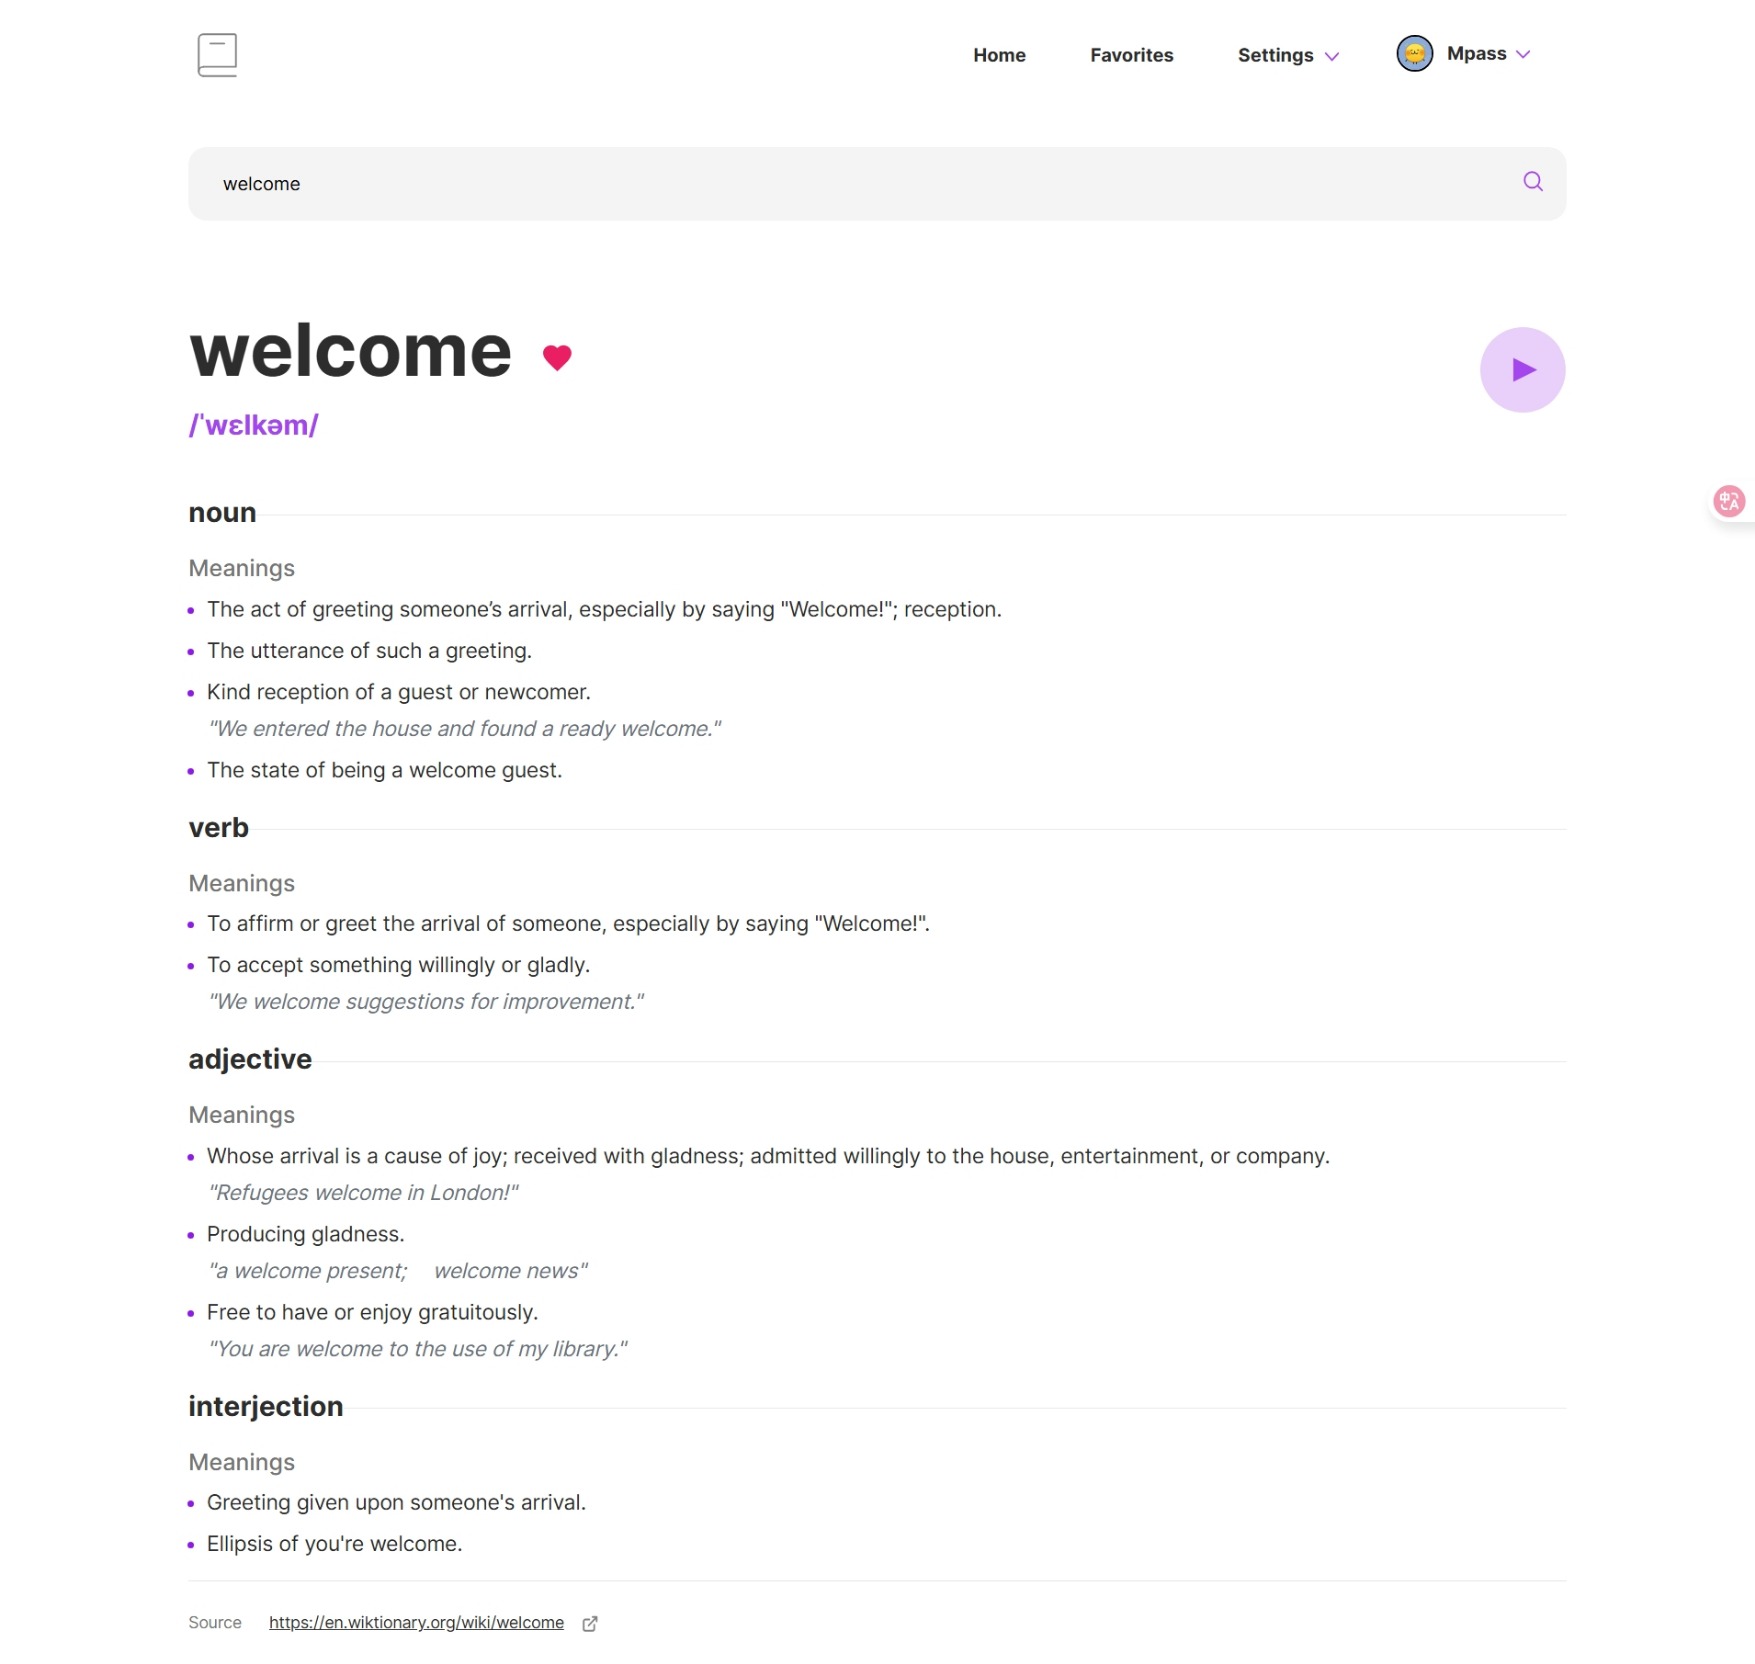 Home Favorites Settings Mpass
welcome
welcome
/ˈwɛlkəm/
noun
Meanings
The act of greeting someone’s arrival, especially by saying "Welcome!"; reception.
The utterance of such a greeting.
Kind reception of a guest or newcomer.
"We entered the house and found a ready welcome."
The state of being a welcome guest.
verb
Meanings
To affirm or greet the arrival of someone, especially by saying "Welcome!".
To accept something willingly or gladly.
"We welcome suggestions for improvement."
adjective
Meanings
Whose arrival is a cause of joy; received with gladness; admitted willingly to the house, entertainment, or company.
"Refugees welcome in London!"
Producing gladness.
"a welcome present;  welcome news"
Free to have or enjoy gratuitously.
"You are welcome to the use of my library."
interjection
Meanings
Greeting given upon someone's arrival.
Ellipsis of you're welcome.
Source https://en.wiktionary.org/wiki/welcome
中A